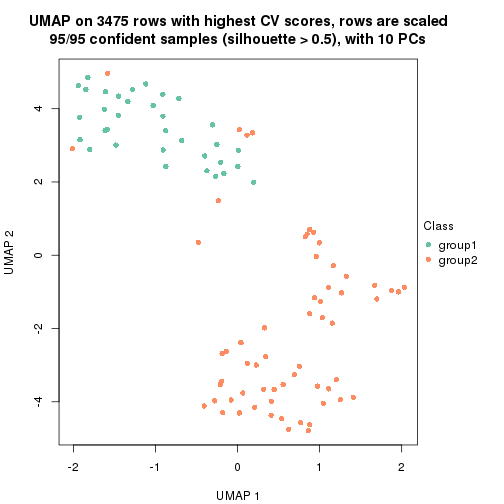 UMAP on 3475 rows with highest CV scores, rows are scaled
95/95 confident samples (silhouette > 0.5), with 10 PCs
4
2
0
-2
-4
UMAP 2
-2
-1
0
1
2
UMAP 1
Class
group1
group2